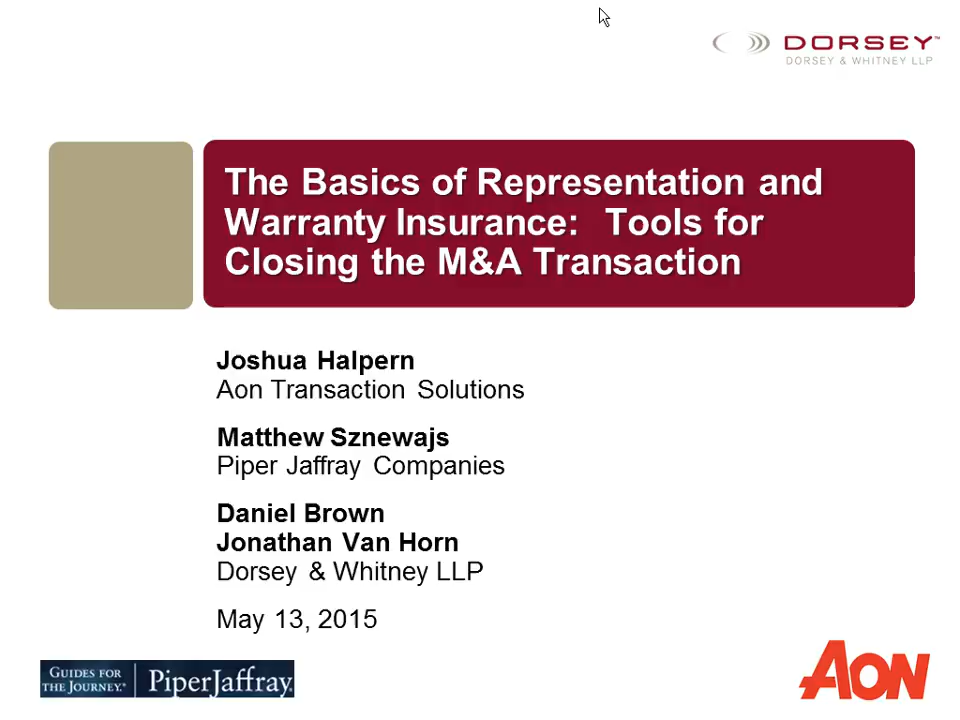 DORSEY™
DORSEY & WHITNEY LLP
The Basics of Representation and
Warranty Insurance: Tools for
Closing the M&A Transaction
Joshua Halpern
Aon Transaction Solutions
Matthew Sznewajs
Piper Jaffray Companies
Daniel Brown
Jonathan Van Horn
Dorsey & Whitney LLP
May 13, 2015
GUIDES FOR
THE JOURNEY.®
PiperJaffray.
AON